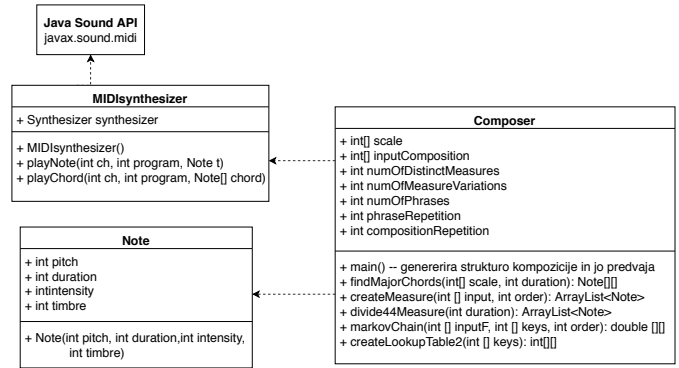 Java Sound API
javax.sound.midi
MIDIsynthesizer
+ Synthesizer synthesizer
+ MIDIsynthesizer()
+ playNote(int ch, int program, Note t)
+ playChord(int ch, int program, Note[] chord)
Note
+ int pitch
+ int duration
+ intintensity
+ int timbre
+ Note(int pitch, int duration,int intensity,
int timbre)
Composer
+ int[] scale
+ int[] inputComposition
+ int numOfDistinctMeasures
+ int numOfMeasureVariations
+ int numOfPhrases
+ int phraseRepetition
+ int compositionRepetition
+ main() -- genererira strukturo kompozicije in jo predvaja
+ findMajorChords(int[] scale, int duration): Note[][]
+ createMeasure(int [] input, int order): ArrayList<Note>
+ divide44Measure(int duration): ArrayList<Note>
+ markovChain(int [] inputF, int [] keys, int order): double [][]
+ createLookupTable2(int [] keys): int[][]